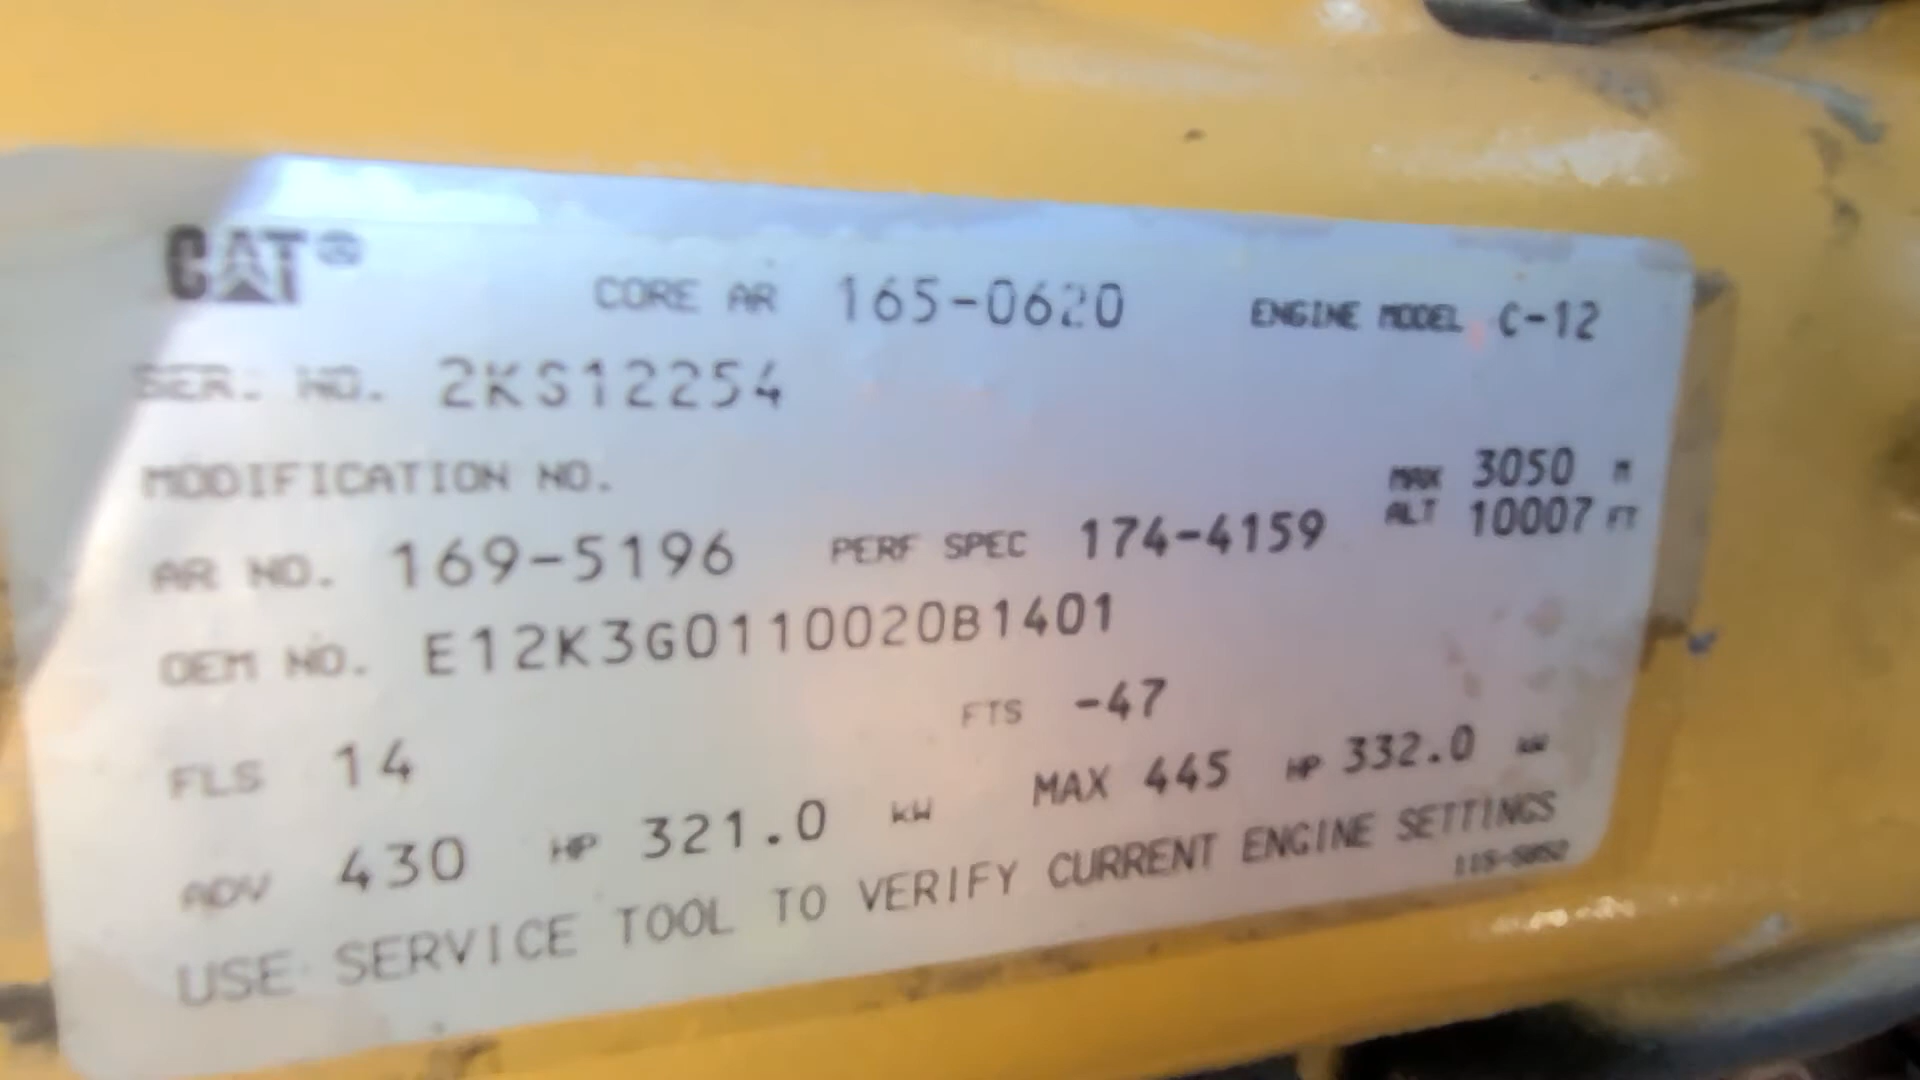 CAT®
CORE AR 165-0620 ENGINE MODEL C-12
SER. NO. 2KS12254
MODIFICATION NO.
MAX 3050 M
ALT 10007 FT
AR NO. 169-5196 PERF SPEC 174-4159
OEM NO. E12K3G0110020B1401
FLS 14 FTS -47
ADV 430 HP 321.0 kW MAX 445 HP 332.0 kW
USE SERVICE TOOL TO VERIFY CURRENT ENGINE SETTINGS